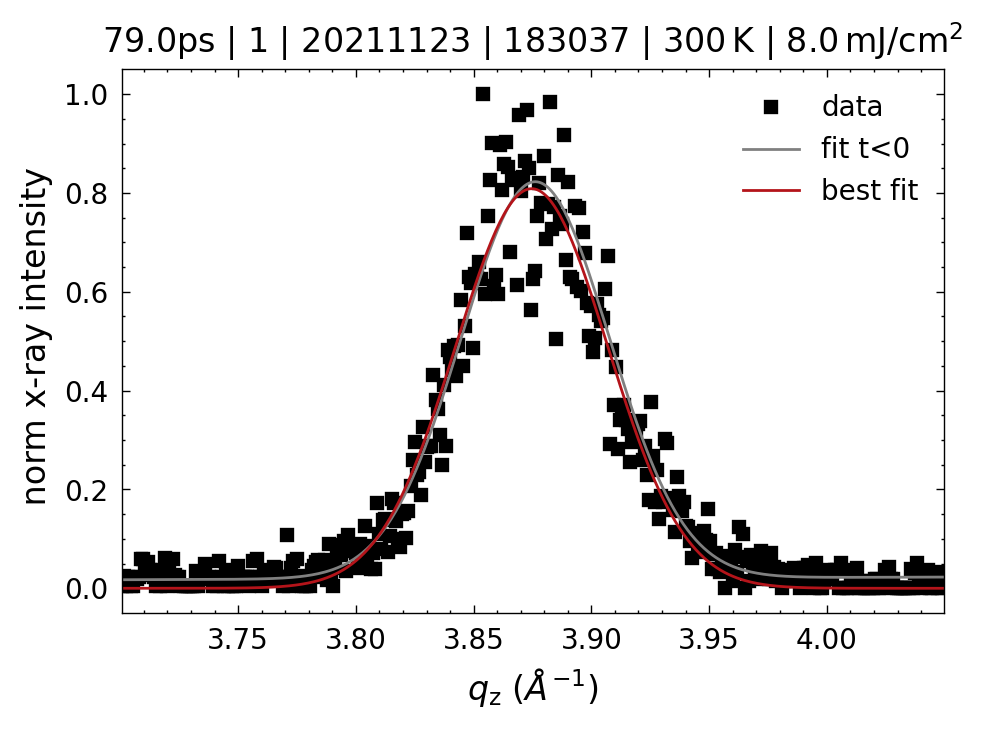 79.0ps | 1 | 20211123 | 183037 | 300 K | 8.0 mJ/cm²
data
fit t<0
best fit
norm x-ray intensity
1.0
0.8
0.6
0.4
0.2
0.0
3.75 3.80 3.85 3.90 3.95 4.00
q_z (Å⁻¹)